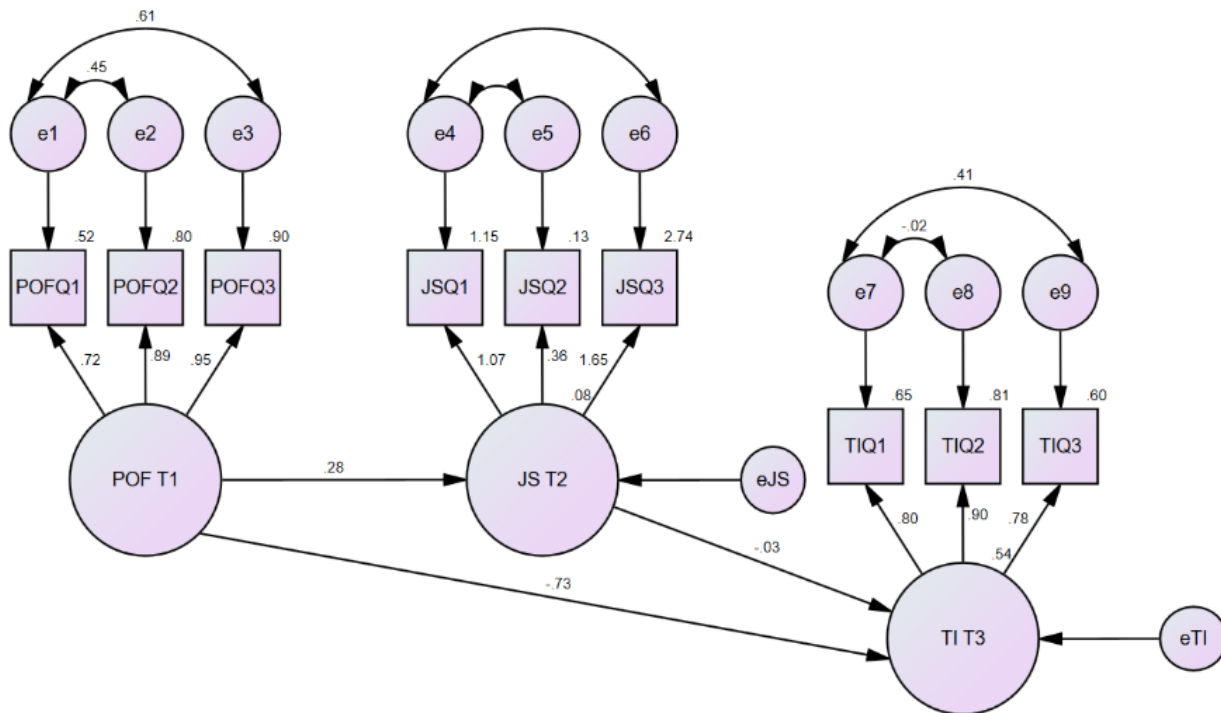 .61
.45
e1 e2 e3 e4 e5 e6
.41
-.02
.52 .80 .90 1.15 .13 2.74
POFQ1 POFQ2 POFQ3 JSQ1 JSQ2 JSQ3
e7 e8 e9
.72 .89 .95 1.07 .36 1.65
.08
.65 .81 .60
TIQ1 TIQ2 TIQ3
POF T1 .28 JS T2 eJS
.80 .90 .78
-.03
.54
-.73
TI T3 eTI